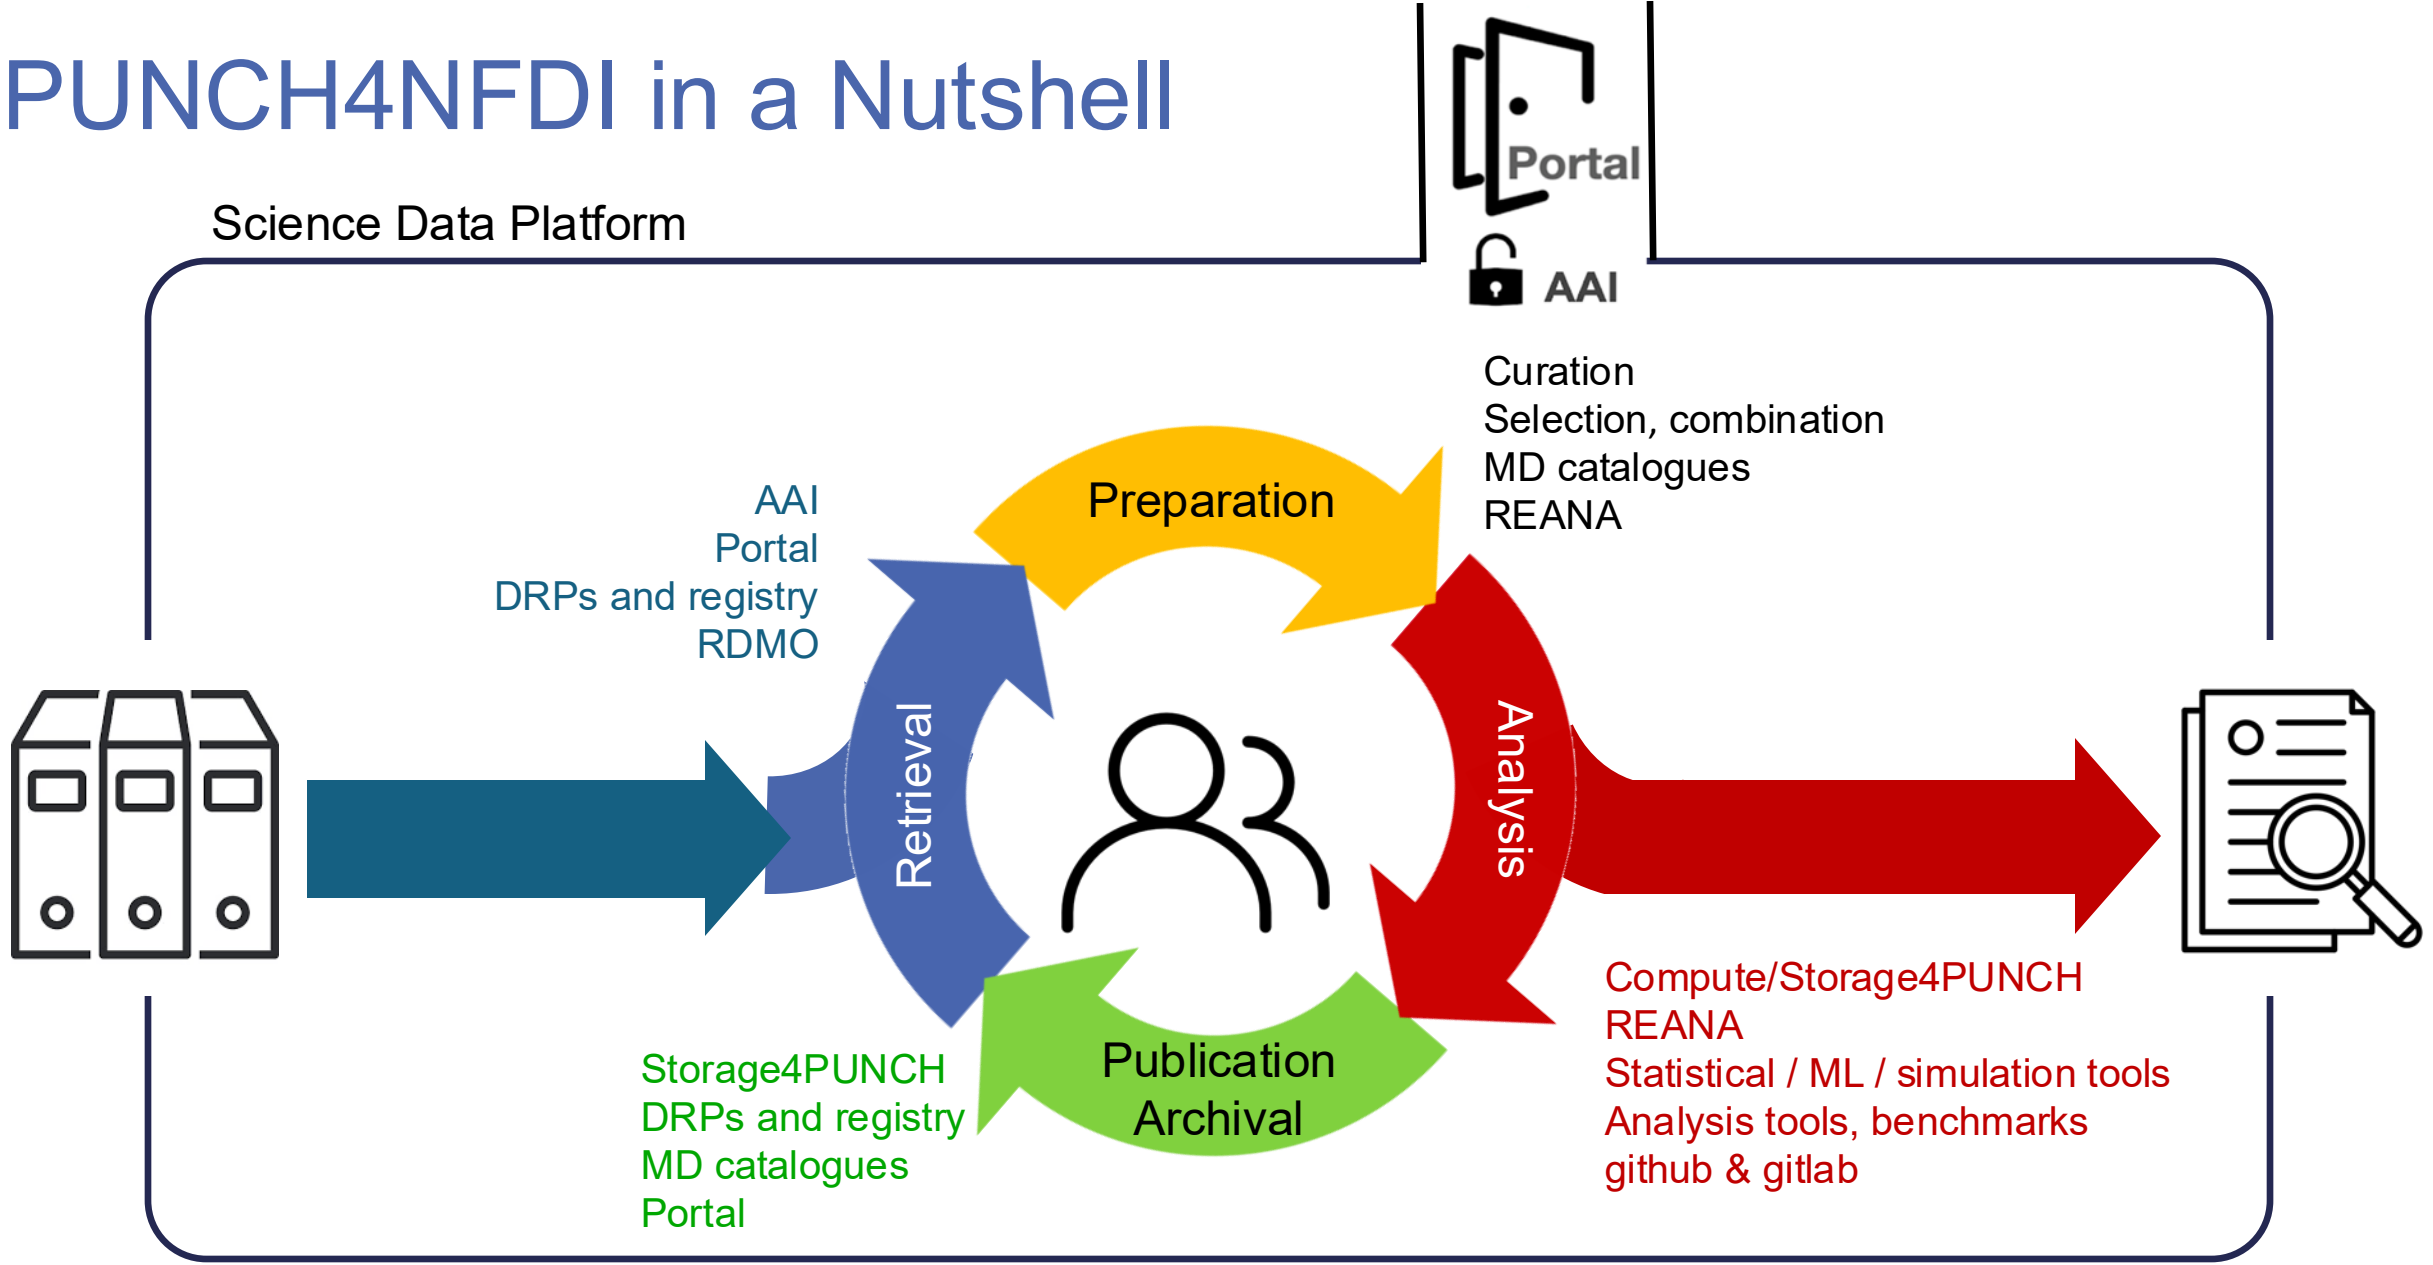 PUNCH4NFDI in a Nutshell
Portal
Science Data Platform
AAI
Curation
Selection, combination
MD catalogues
REANA
AAI
Portal
DRPs and registry
RDMO
Preparation
Retrieval
Analysis
Publication
Archival
Storage4PUNCH
DRPs and registry
MD catalogues
Portal
Compute/Storage4PUNCH
REANA
Statistical / ML / simulation tools
Analysis tools, benchmarks
github & gitlab